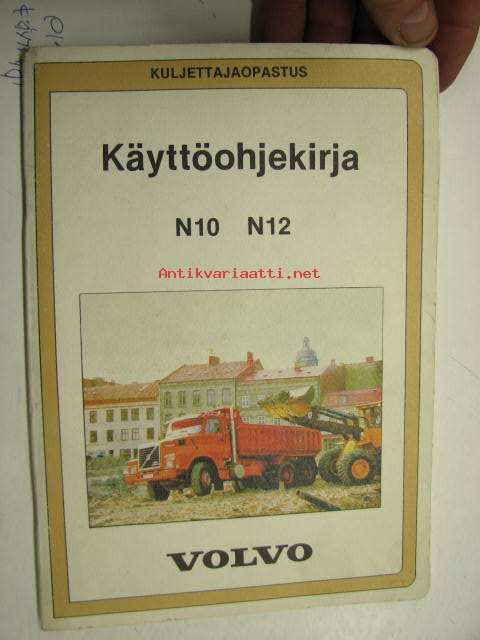 KULJETTAJAOPASTUS
Käyttöohjekirja
N10 N12
Antikvariaatti.net
VOLVO